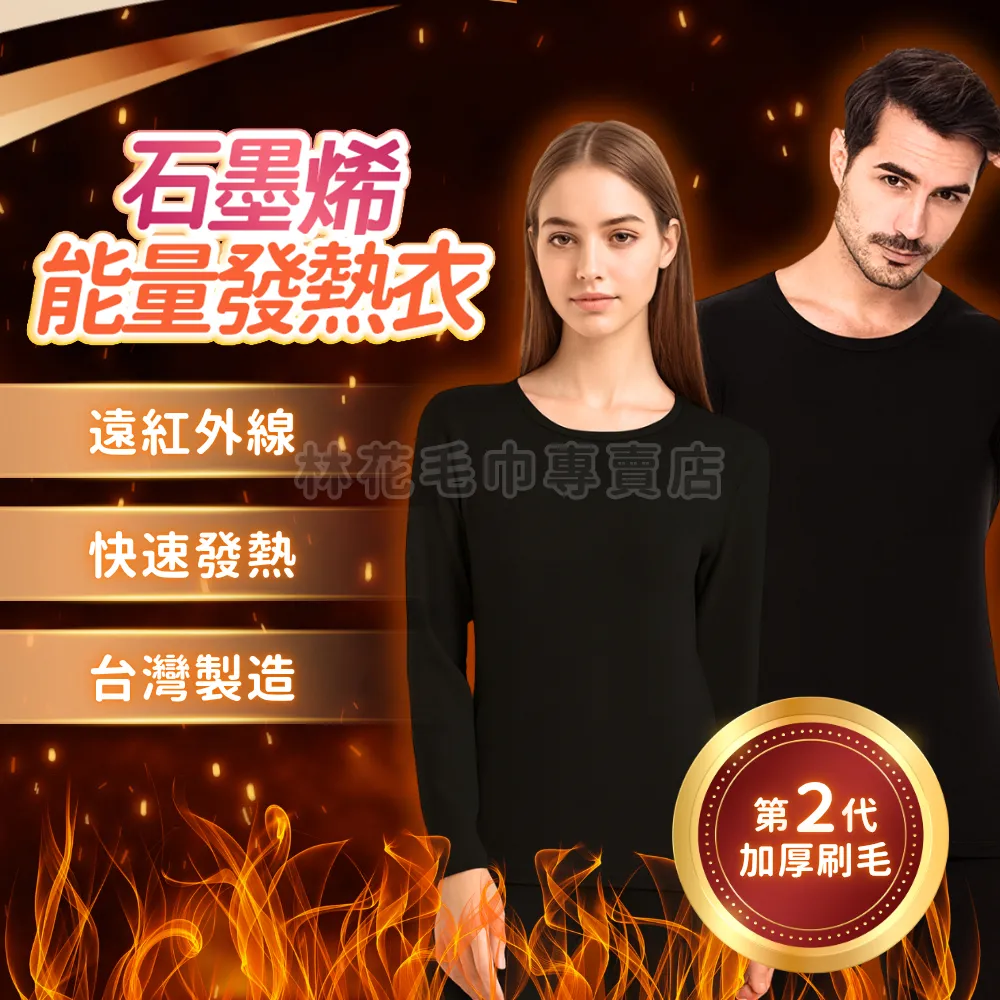 石墨烯
能量發熱衣
遠紅外線
林花毛巾專賣店
快速發熱
台灣製造
第2代
加厚刷毛